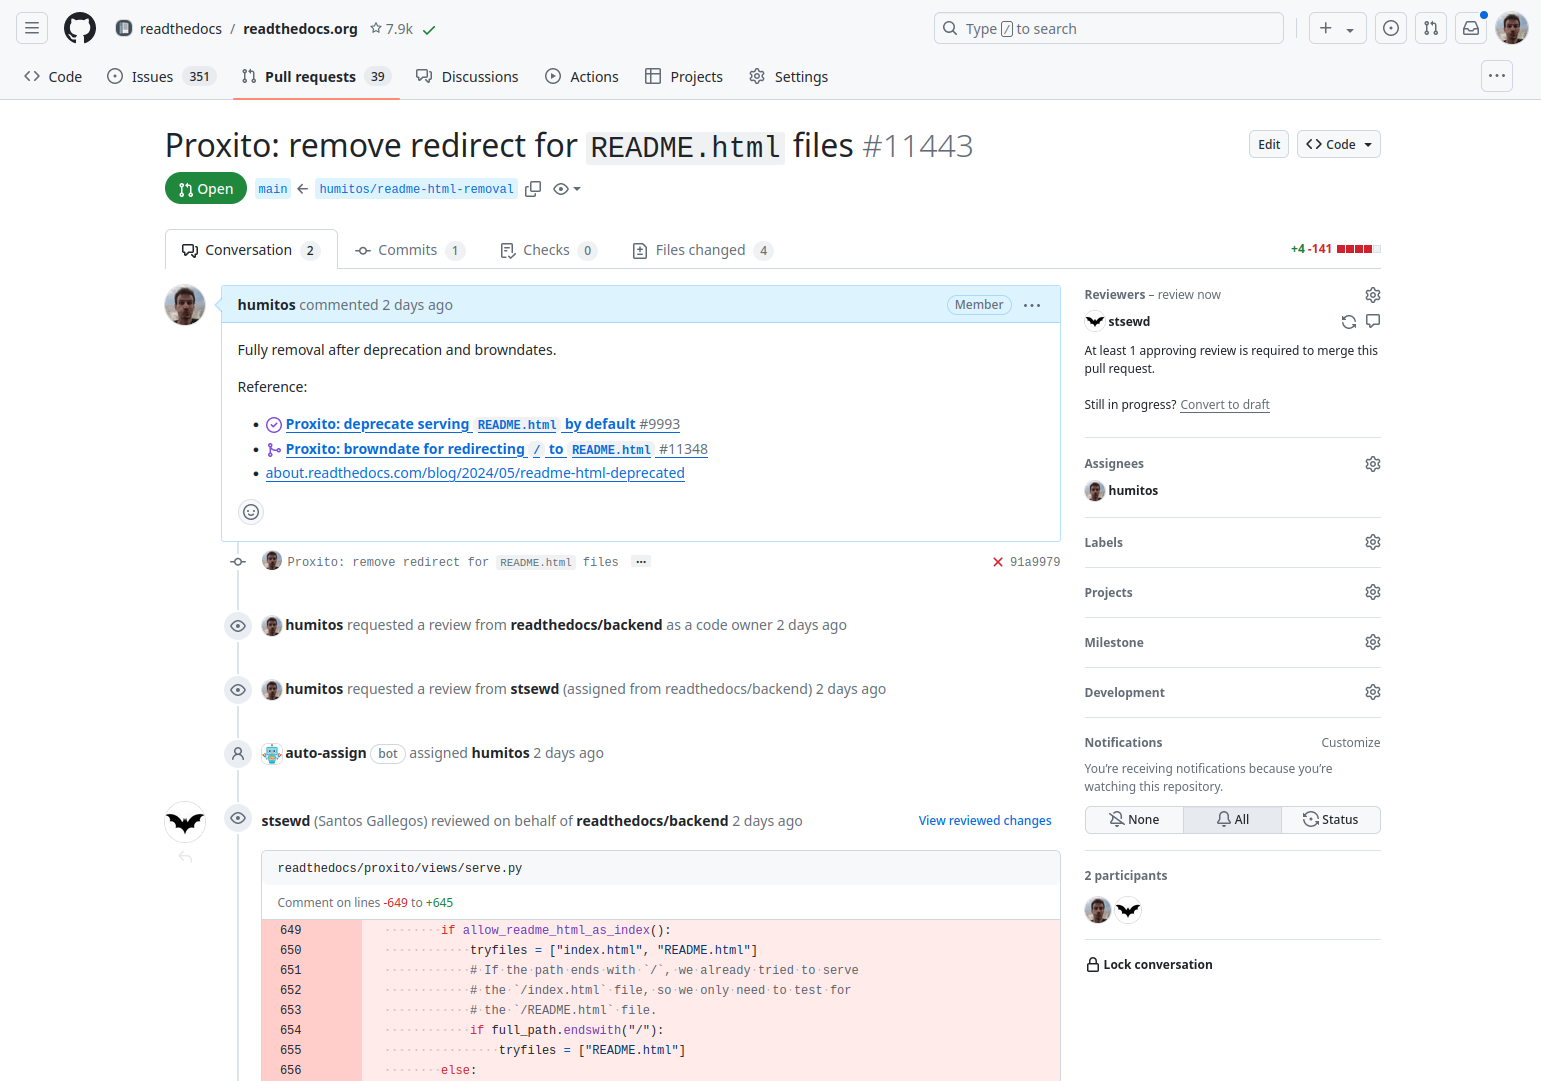 readthedocs / readthedocs.org 7.9k
Type / to search
Code Issues 351 Pull requests 39 Discussions Actions Projects Settings
Proxito: remove redirect for README.html files #11443
Edit Code
Open main ← humitos/readme-html-removal
Conversation 2 Commits 1 Checks 0 Files changed 4
+4 -141
humitos commented 2 days ago
Member
Fully removal after deprecation and browndates.
Reference:
• Proxito: deprecate serving README.html by default #9993
• Proxito: browndate for redirecting / to README.html #11348
• about.readthedocs.com/blog/2024/05/readme-html-deprecated
Proxito: remove redirect for README.html files ...
91a9979
humitos requested a review from readthedocs/backend as a code owner 2 days ago
humitos requested a review from stsewd (assigned from readthedocs/backend) 2 days ago
auto-assign bot assigned humitos 2 days ago
stsewd (Santos Gallegos) reviewed on behalf of readthedocs/backend 2 days ago
View reviewed changes
readthedocs/proxito/views/serve.py
Comment on lines -649 to +645
649 ········if allow_readme_html_as_index():
650 ············tryfiles = ["index.html", "README.html"]
651 ············#·If·the·path·ends·with·`/`,·we·already·tried·to·serve
652 ············#·the·`/index.html`·file,·so·we·only·need·to·test·for
653 ············#·the·`/README.html`·file.
654 ············if full_path.endswith("/"):
655 ················tryfiles = ["README.html"]
656 ········else:
Reviewers – review now
stsewd
At least 1 approving review is required to merge this
pull request.
Still in progress? Convert to draft
Assignees
humitos
Labels
Projects
Milestone
Development
Notifications
Customize
You're receiving notifications because you're
watching this repository.
None All Status
2 participants
Lock conversation